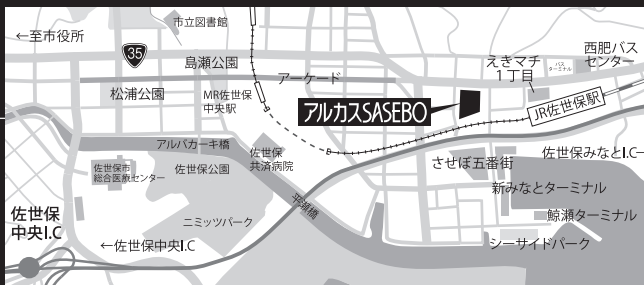 ←至市役所
市立図書館
35
島瀬公園
松浦公園
アーケード
MR佐世保
中央駅
アルカスSASEBO
えきマチ
1丁目
バス
ターミナル
西肥バス
センター
JR佐世保駅
アルバカーキ橋
佐世保
共済病院
佐世保市
総合医療センター
佐世保公園
させぼ五番街
佐世保みなとI.C→
新みなとターミナル
鯨瀬ターミナル
シーサイドパーク
平瀬橋
ニミッツパーク
佐世保
中央I.C
←佐世保中央I.C